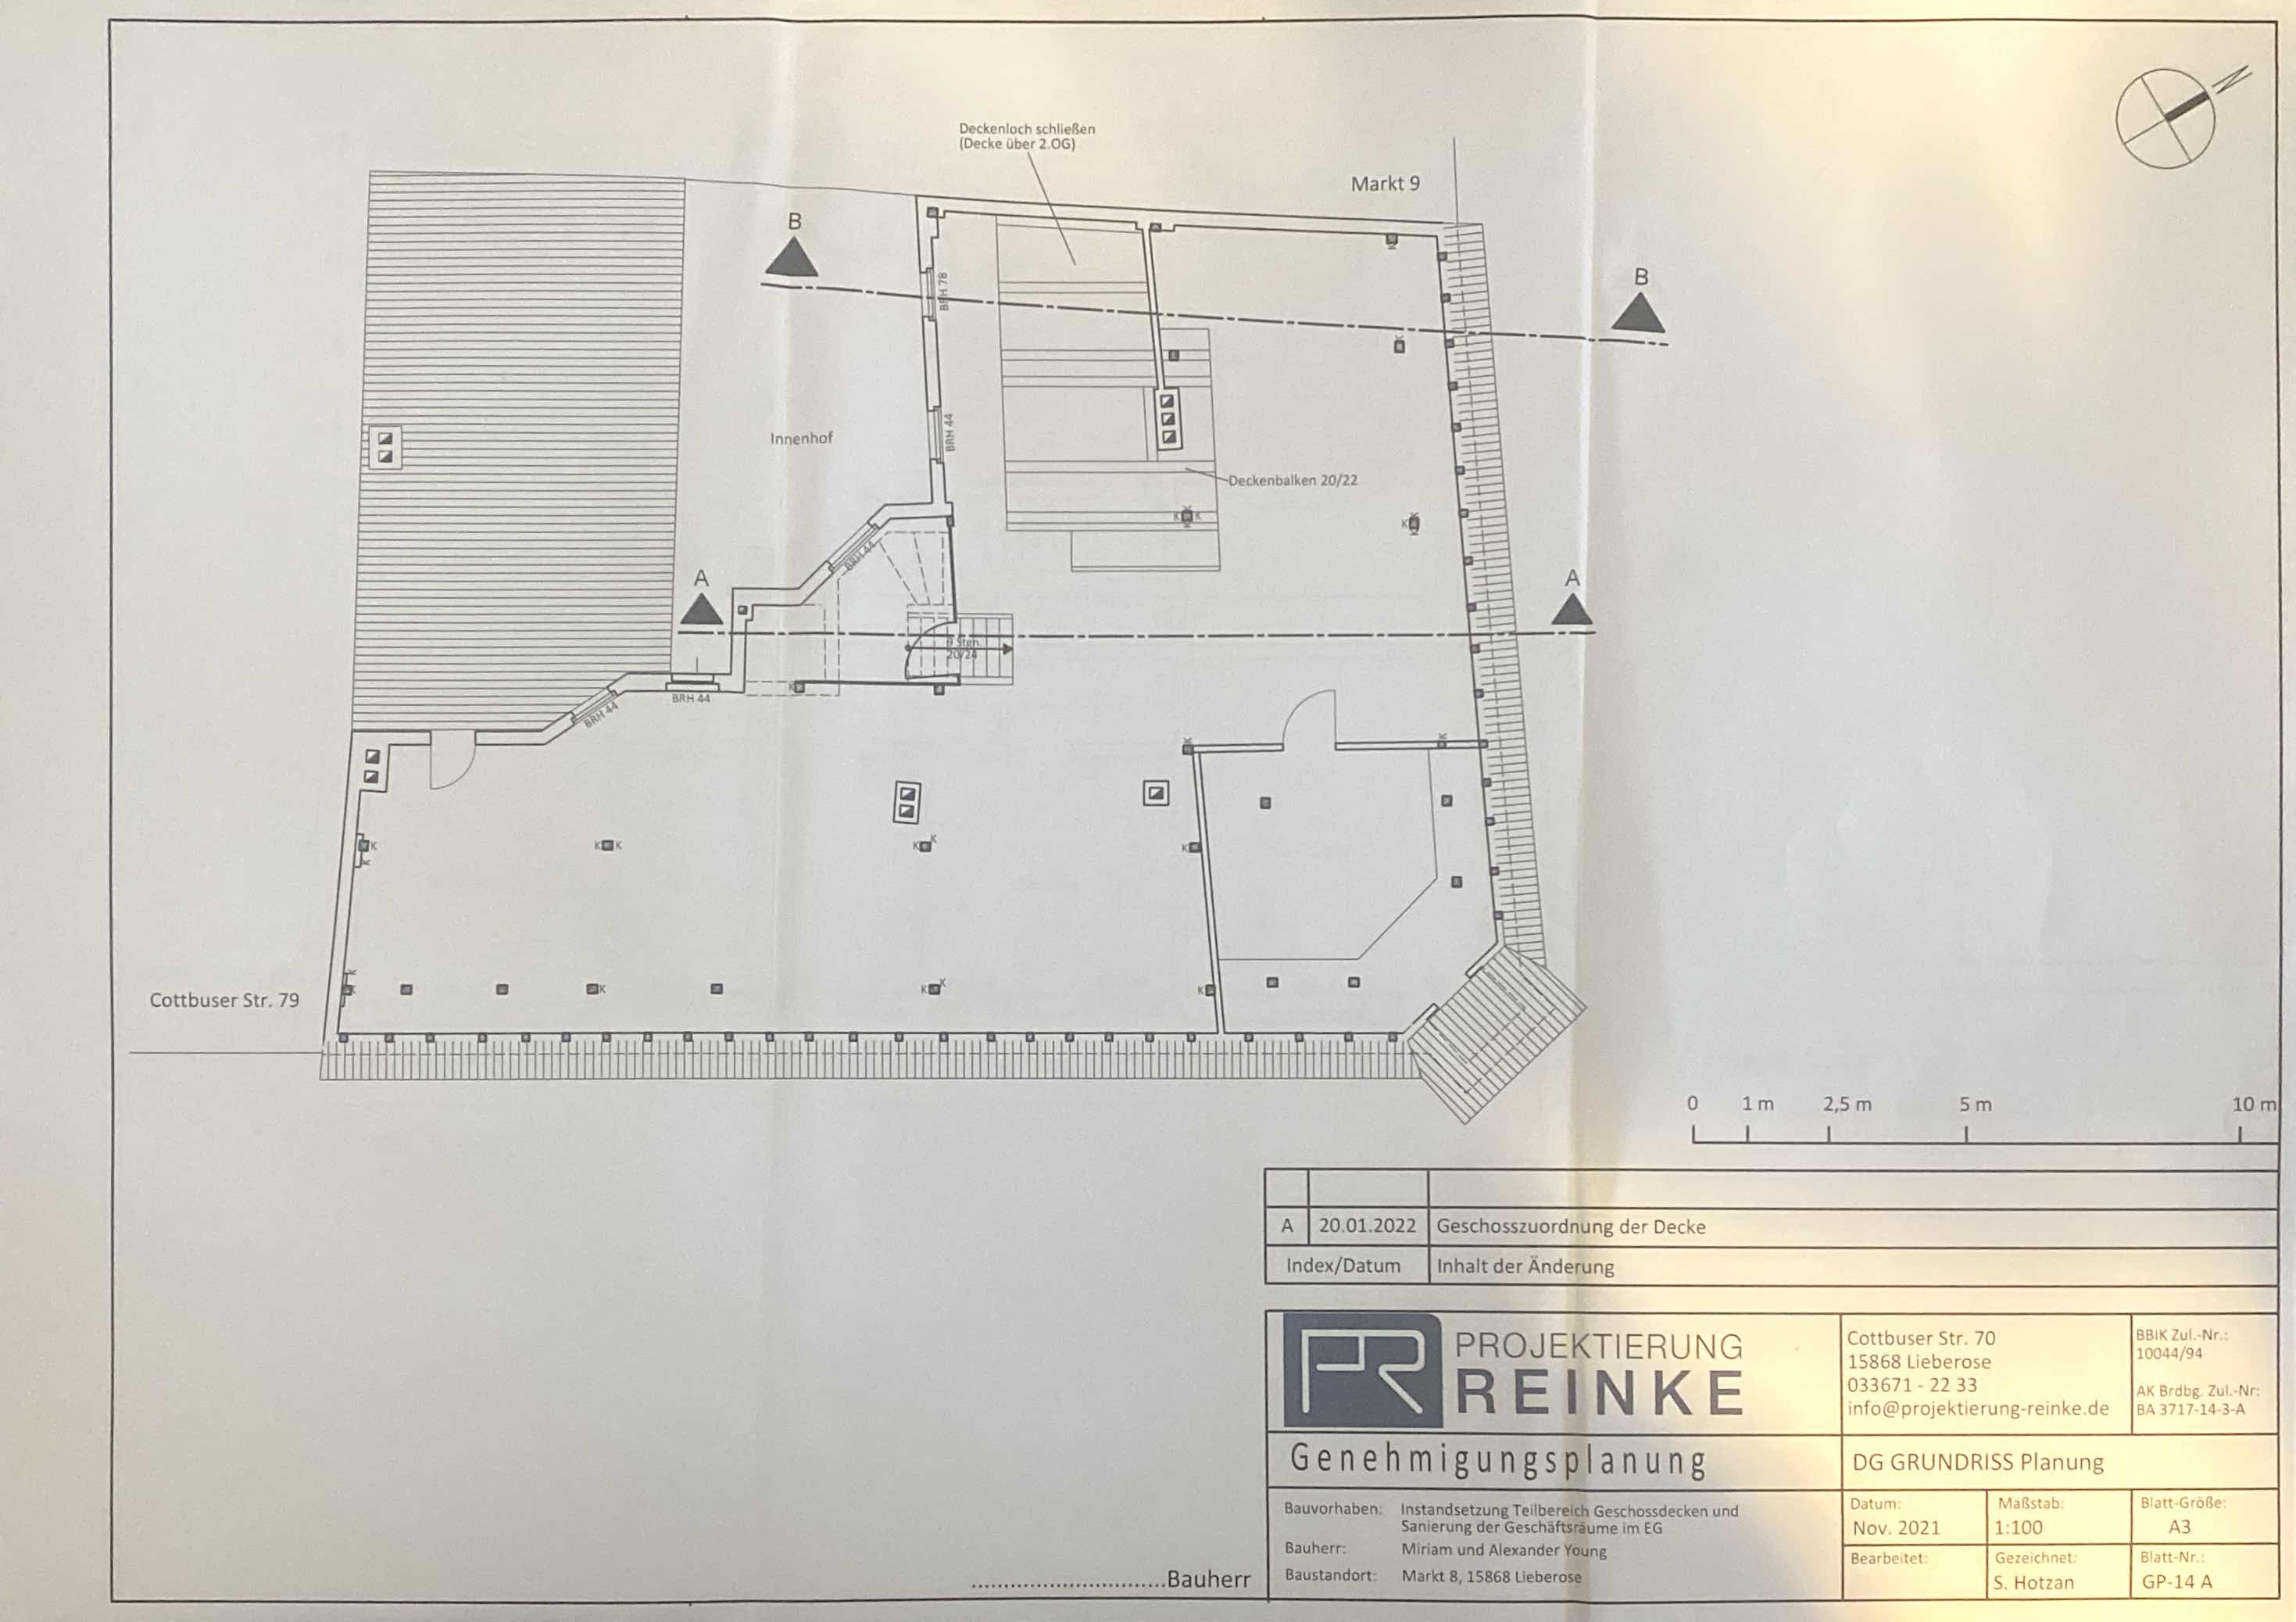 N
Deckenloch schließen
(Decke über 2.OG)
Markt 9
B
B
BRH 78
Innenhof
BRH 44
Deckenbalken 20/22
K
K
K K
K
BRH 44
A
A
9 Stgn.
20/24
K
BRH 44
BRH 44
K
K
K
K
K K
K K
K
K
K
K
K K
K
Cottbuser Str. 79
0 1 m 2,5 m 5 m 10 m
A 20.01.2022 Geschosszuordnung der Decke
Index/Datum Inhalt der Änderung
PR
PROJEKTIERUNG
REINKE
Cottbuser Str. 70
15868 Lieberose
033671 - 22 33
info@projektierung-reinke.de
BBIK Zul.-Nr.:
10044/94
AK Brdbg. Zul.-Nr:
BA 3717-14-3-A
Genehmigungsplanung
DG GRUNDRISS Planung
Bauvorhaben: Instandsetzung Teilbereich Geschossdecken und
Sanierung der Geschäftsräume im EG
Bauherr: Miriam und Alexander Young
Baustandort: Markt 8, 15868 Lieberose
Datum:
Nov. 2021
Maßstab:
1:100
Blatt-Größe:
A3
Bearbeitet:
Gezeichnet:
S. Hotzan
Blatt-Nr.:
GP-14 A
..............................Bauherr